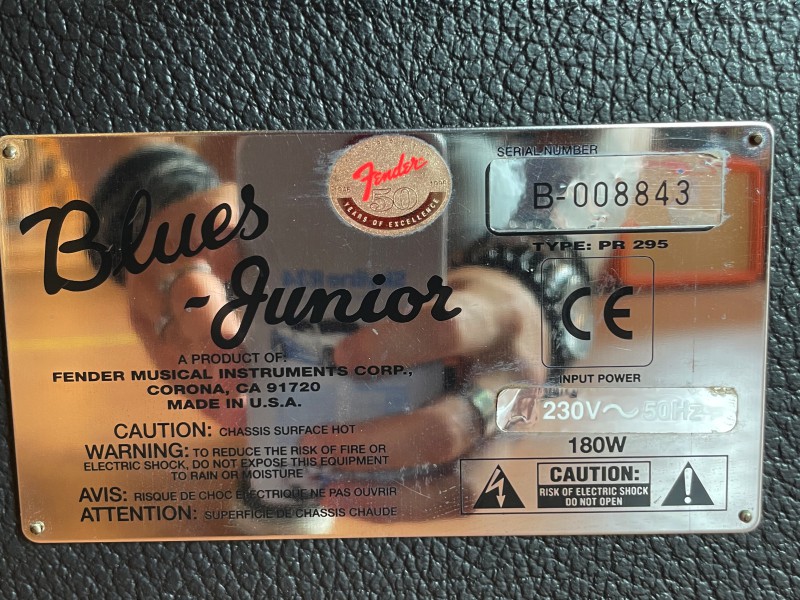 Blues
-Junior
Fender
50
YEARS OF EXCELLENCE
SERIAL NUMBER
B-008843
TYPE: PR 295
CE
INPUT POWER
230V~ 50Hz
180W
A PRODUCT OF:
FENDER MUSICAL INSTRUMENTS CORP.,
CORONA, CA 91720
MADE IN U.S.A.
CAUTION: CHASSIS SURFACE HOT
WARNING: TO REDUCE THE RISK OF FIRE OR
ELECTRIC SHOCK, DO NOT EXPOSE THIS EQUIPMENT
TO RAIN OR MOISTURE
AVIS: RISQUE DE CHOC ELECTRIQUE NE PAS OUVRIR
ATTENTION: SUPERFICIE DE CHASSIS CHAUDE
CAUTION:
RISK OF ELECTRIC SHOCK
DO NOT OPEN